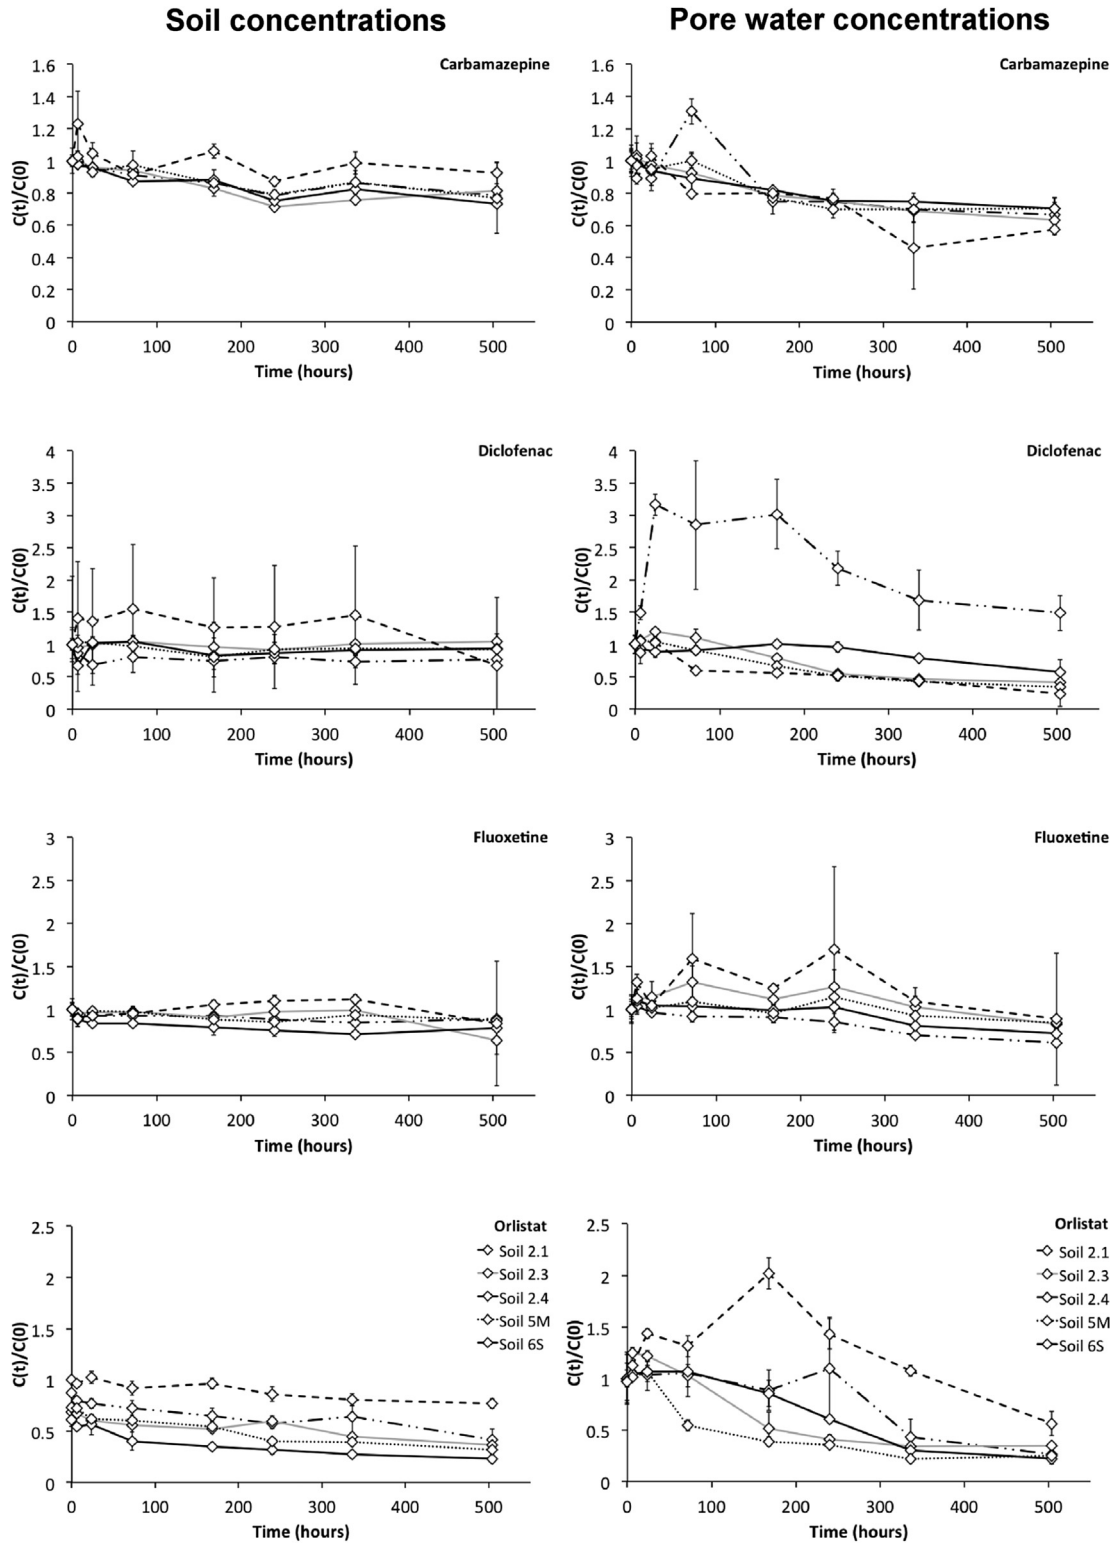 Soil concentrations
Pore water concentrations
Carbamazepine
1.6
1.4
1.2
1
0.8
0.6
0.4
0.2
0
C(t)/C(0)
0 100 200 300 400 500
Time (hours)
Carbamazepine
1.6
1.4
1.2
1
0.8
0.6
0.4
0.2
0
C(t)/C(0)
0 100 200 300 400 500
Time (hours)
Diclofenac
4
3.5
3
2.5
2
1.5
1
0.5
0
C(t)/C(0)
0 100 200 300 400 500
Time (hours)
Diclofenac
4
3.5
3
2.5
2
1.5
1
0.5
0
C(t)/C(0)
0 100 200 300 400 500
Time (hours)
Fluoxetine
3
2.5
2
1.5
1
0.5
0
C(t)/C(0)
0 100 200 300 400 500
Time (hours)
Fluoxetine
3
2.5
2
1.5
1
0.5
0
C(t)/C(0)
0 100 200 300 400 500
Time (hours)
Orlistat
Soil 2.1
Soil 2.3
Soil 2.4
Soil 5M
Soil 6S
2.5
2
1.5
1
0.5
0
C(t)/C(0)
0 100 200 300 400 500
Time (hours)
Orlistat
Soil 2.1
Soil 2.3
Soil 2.4
Soil 5M
Soil 6S
2.5
2
1.5
1
0.5
0
C(t)/C(0)
0 100 200 300 400 500
Time (hours)